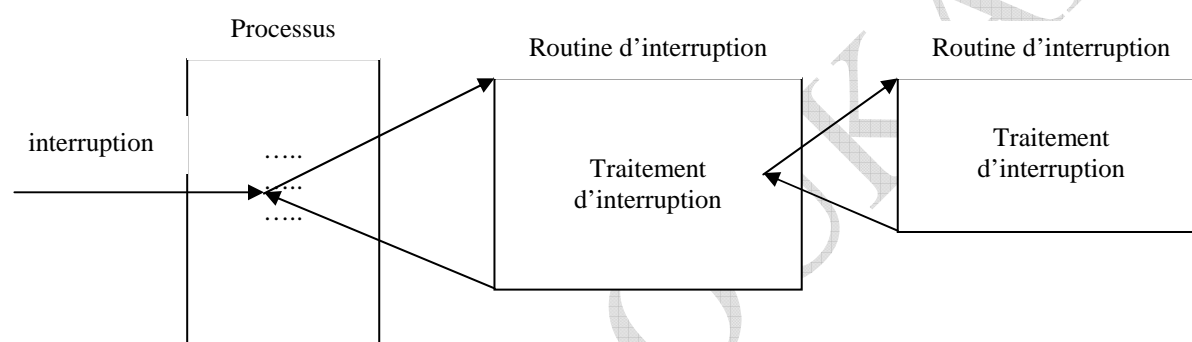 Processus
Routine d’interruption
Routine d’interruption
interruption
…..
…..
…..
Traitement
d’interruption
Traitement
d’interruption